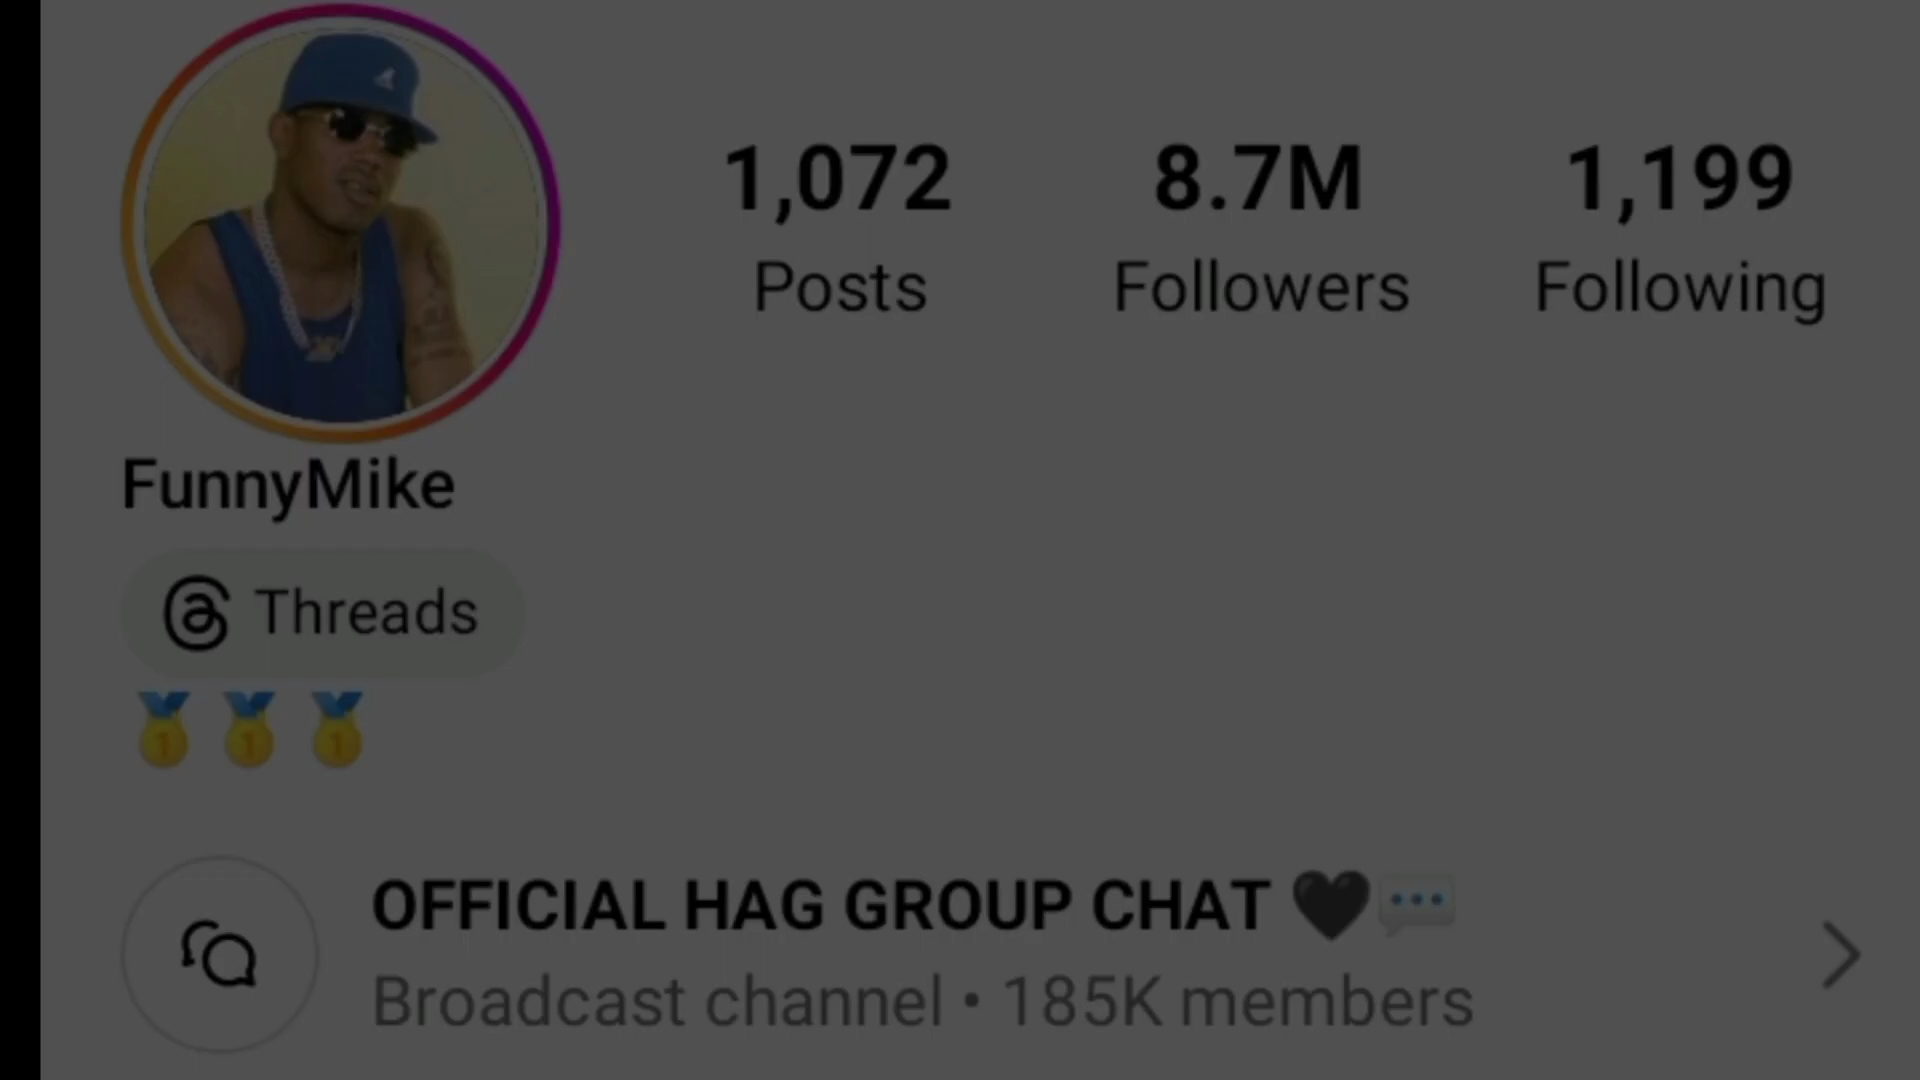 1,072 8.7M 1,199
Posts Followers Following
FunnyMike
Threads
🥇🥇🥇
OFFICIAL HAG GROUP CHAT 🖤💬
Broadcast channel • 185K members